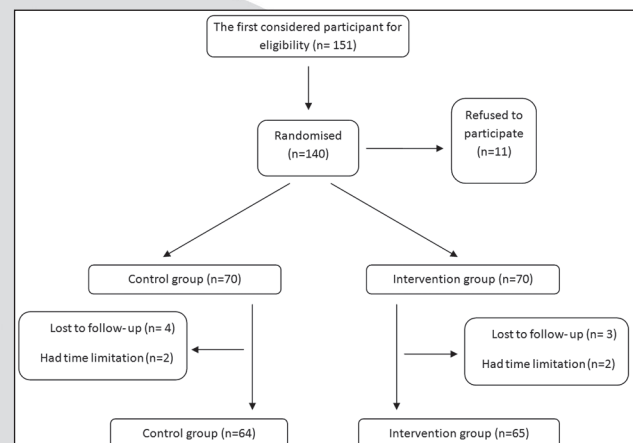 The first considered participant for
eligibility (n= 151)
Randomised
(n=140)
Refused to
participate
(n=11)
Control group (n=70)
Intervention group (n=70)
Lost to follow-up (n= 4)
Had time limitation (n=2)
Lost to follow-up (n= 3)
Had time limitation (n=2)
Control group (n=64)
Intervention group (n=65)